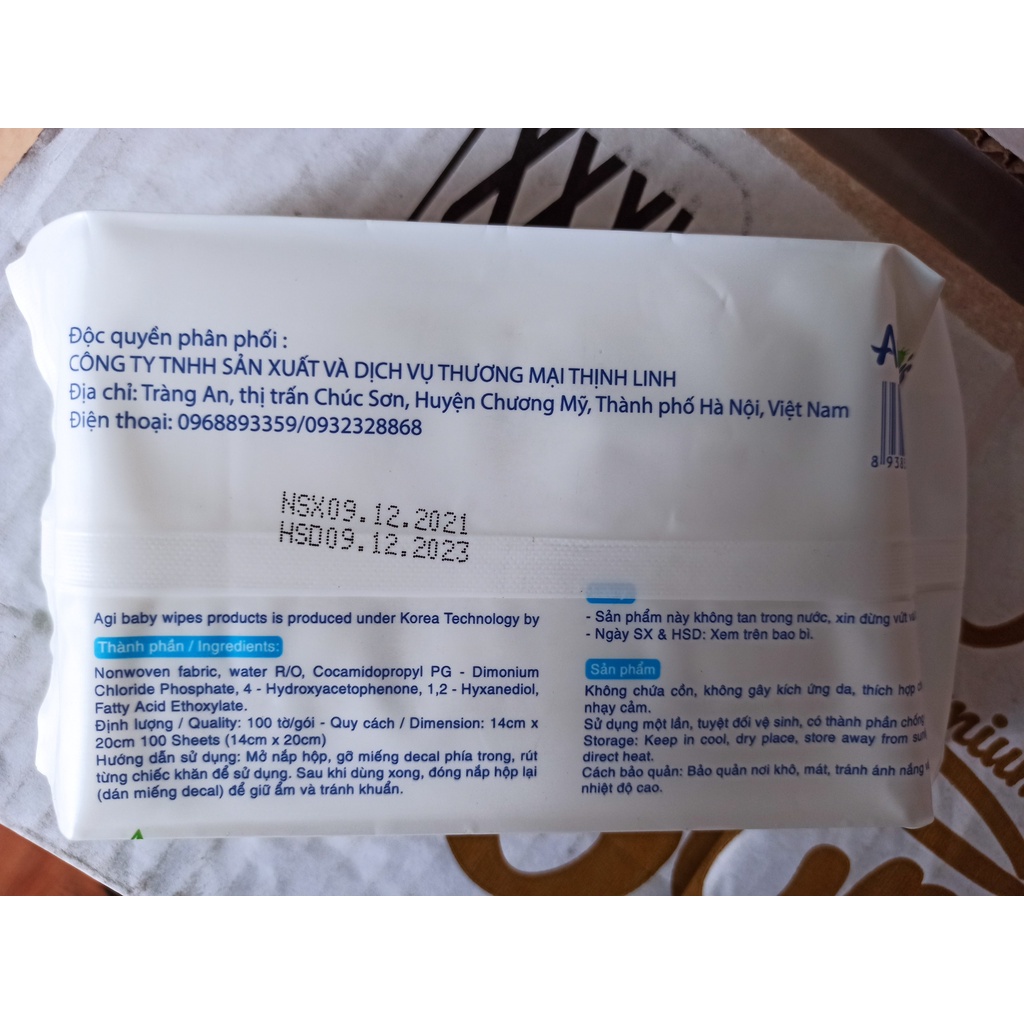 XXXL
Độc quyền phân phối :
CÔNG TY TNHH SẢN XUẤT VÀ DỊCH VỤ THƯƠNG MẠI THỊNH LINH
Địa chỉ: Tràng An, thị trấn Chúc Sơn, Huyện Chương Mỹ, Thành phố Hà Nội, Việt Nam
Điện thoại: 0968893359/0932328868
NSX09.12.2021
HSD09.12.2023
Agi baby wipes products is produced under Korea Technology by
Thành phần / Ingredients:
Nonwoven fabric, water R/O, Cocamidopropyl PG - Dimonium
Chloride Phosphate, 4 - Hydroxyacetophenone, 1,2 - Hyxanediol,
Fatty Acid Ethoxylate.
Định lượng / Quality: 100 tờ/gói - Quy cách / Dimension: 14cm x
20cm 100 Sheets (14cm x 20cm)
Hướng dẫn sử dụng: Mở nắp hộp, gỡ miếng decal phía trong, rút
từng chiếc khăn để sử dụng. Sau khi dùng xong, đóng nắp hộp lại
(dán miếng decal) để giữ ẩm và tránh khuẩn.
- Sản phẩm này không tan trong nước, xin đừng vứt
- Ngày SX & HSD: Xem trên bao bì.
Sản phẩm
Không chứa cồn, không gây kích ứng da, thích hợp
nhạy cảm.
Sử dụng một lần, tuyệt đối vệ sinh, có thành phần
Storage: Keep in cool, dry place, store away from
direct heat.
Cách bảo quản: Bảo quản nơi khô, mát, tránh ánh nắng
nhiệt độ cao.
Agi